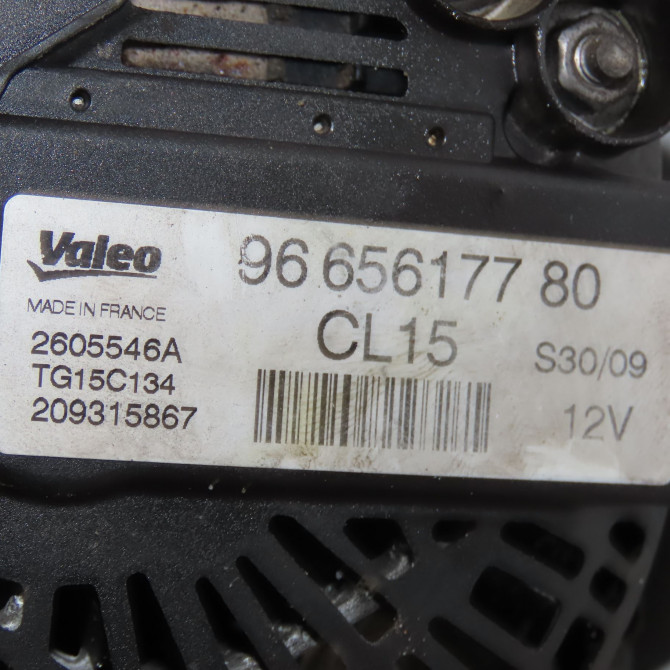 Valeo
96 656177 80
MADE IN FRANCE
CL15
2605546A
S30/09
TG15C134
209315867
12V